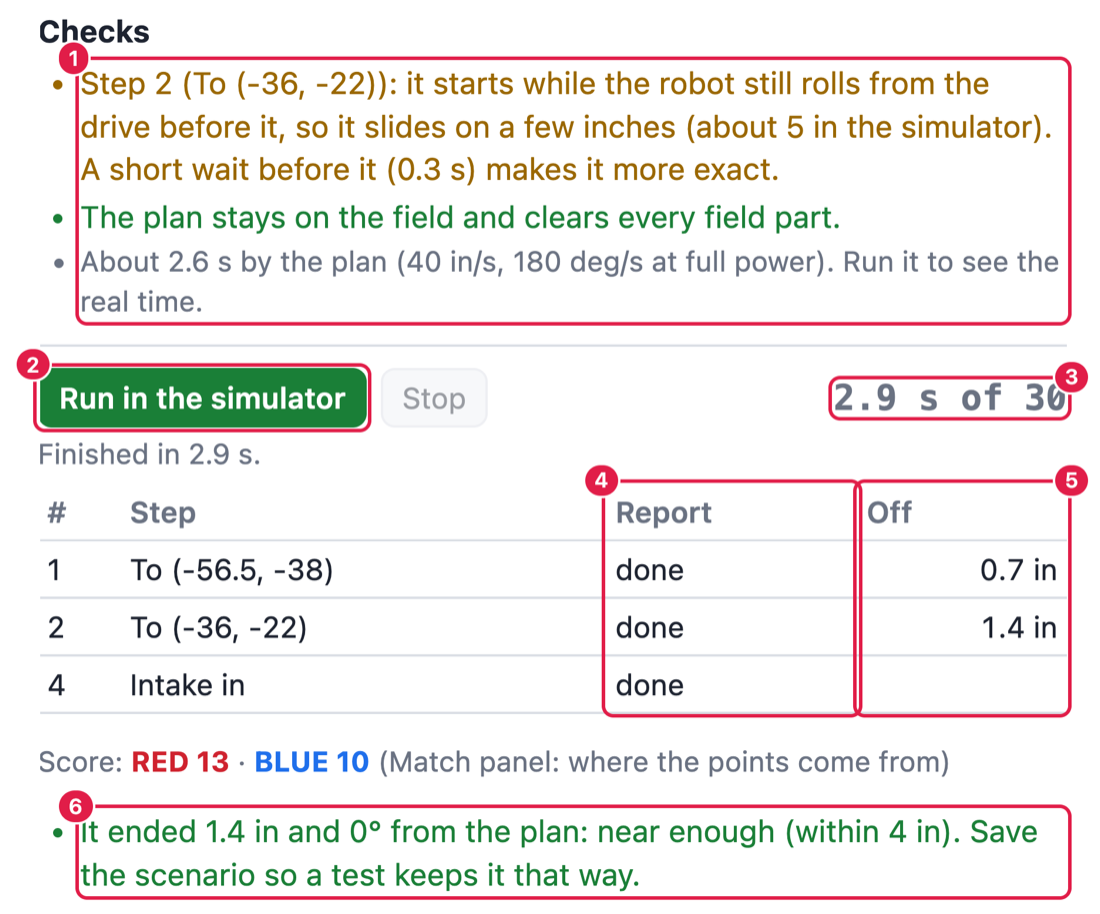 Checks
1
• Step 2 (To (-36, -22)): it starts while the robot still rolls from the
drive before it, so it slides on a few inches (about 5 in the simulator).
A short wait before it (0.3 s) makes it more exact.
• The plan stays on the field and clears every field part.
• About 2.6 s by the plan (40 in/s, 180 deg/s at full power). Run it to see the
real time.
2
Run in the simulator Stop 2.9 s of 30
3
Finished in 2.9 s.
4 5
# Step Report Off
1 To (-56.5, -38) done 0.7 in
2 To (-36, -22) done 1.4 in
4 Intake in done
Score: RED 13 · BLUE 10 (Match panel: where the points come from)
6
• It ended 1.4 in and 0° from the plan: near enough (within 4 in). Save
the scenario so a test keeps it that way.